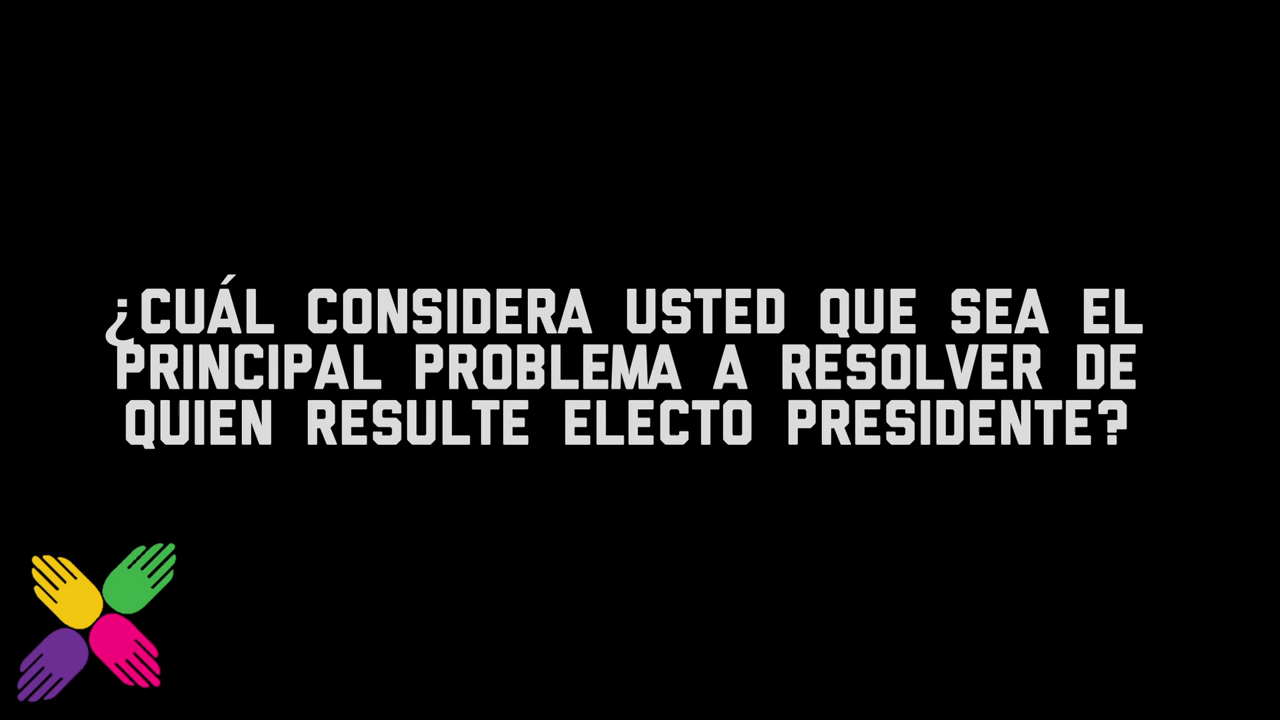 ¿CUÁL CONSIDERA USTED QUE SEA EL
PRINCIPAL PROBLEMA A RESOLVER DE
QUIEN RESULTE ELECTO PRESIDENTE?